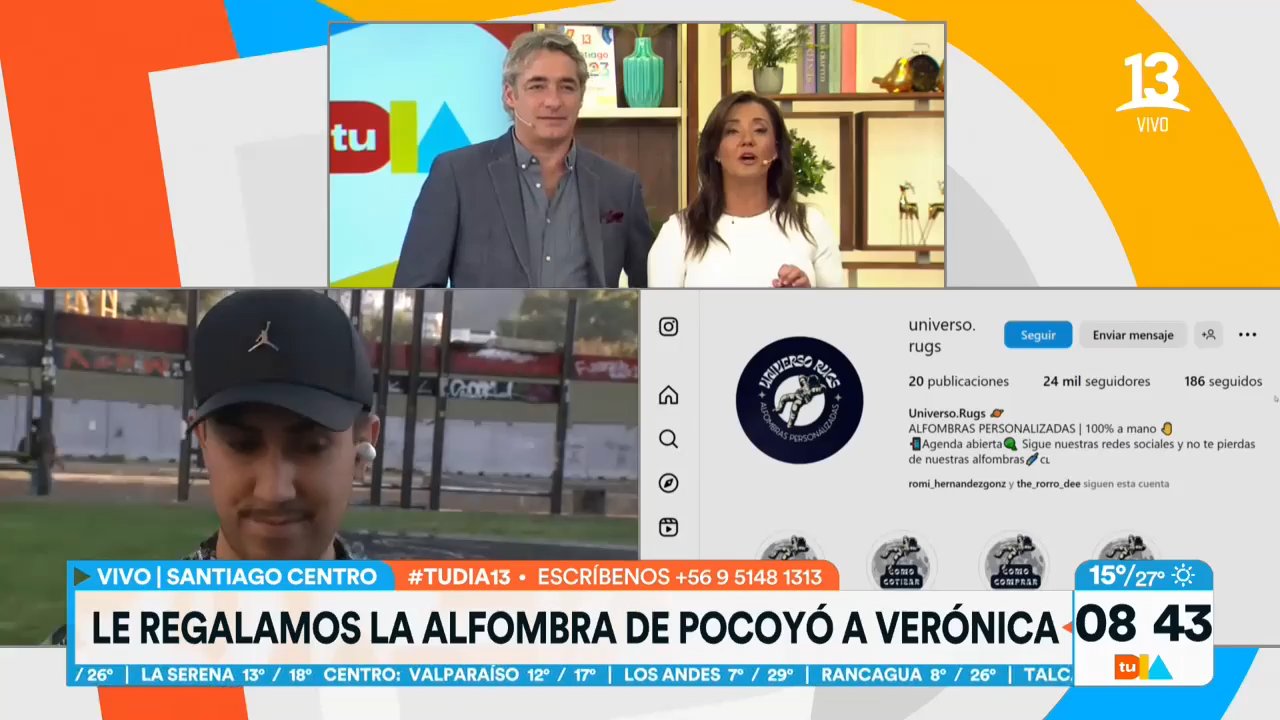 13
VIVO
tu
13
universo.
rugs
Seguir
Enviar mensaje
20 publicaciones
24 mil seguidores
186 seguidos
UNIVERSO RUGS
ALFOMBRAS PERSONALIZADAS
Universo.Rugs 🪐
ALFOMBRAS PERSONALIZADAS | 100% a mano 🤚
📲Agenda abierta Sigue nuestras redes sociales y no te pierdas
de nuestras alfombras CL
romi_hernandezgonz y the_rorro_dee siguen esta cuenta
COMO
COTIZAR
COMO
COMPRAR
VIVO | SANTIAGO CENTRO
#TUDIA13 • ESCRÍBENOS +56 9 5148 1313
15°/27°
LE REGALAMOS LA ALFOMBRA DE POCOYÓ A VERÓNICA
08 43
tu DIA
/ 26° | LA SERENA 13° / 18° CENTRO: VALPARAÍSO 12° / 17° | LOS ANDES 7° / 29° | RANCAGUA 8° / 26° | TALC